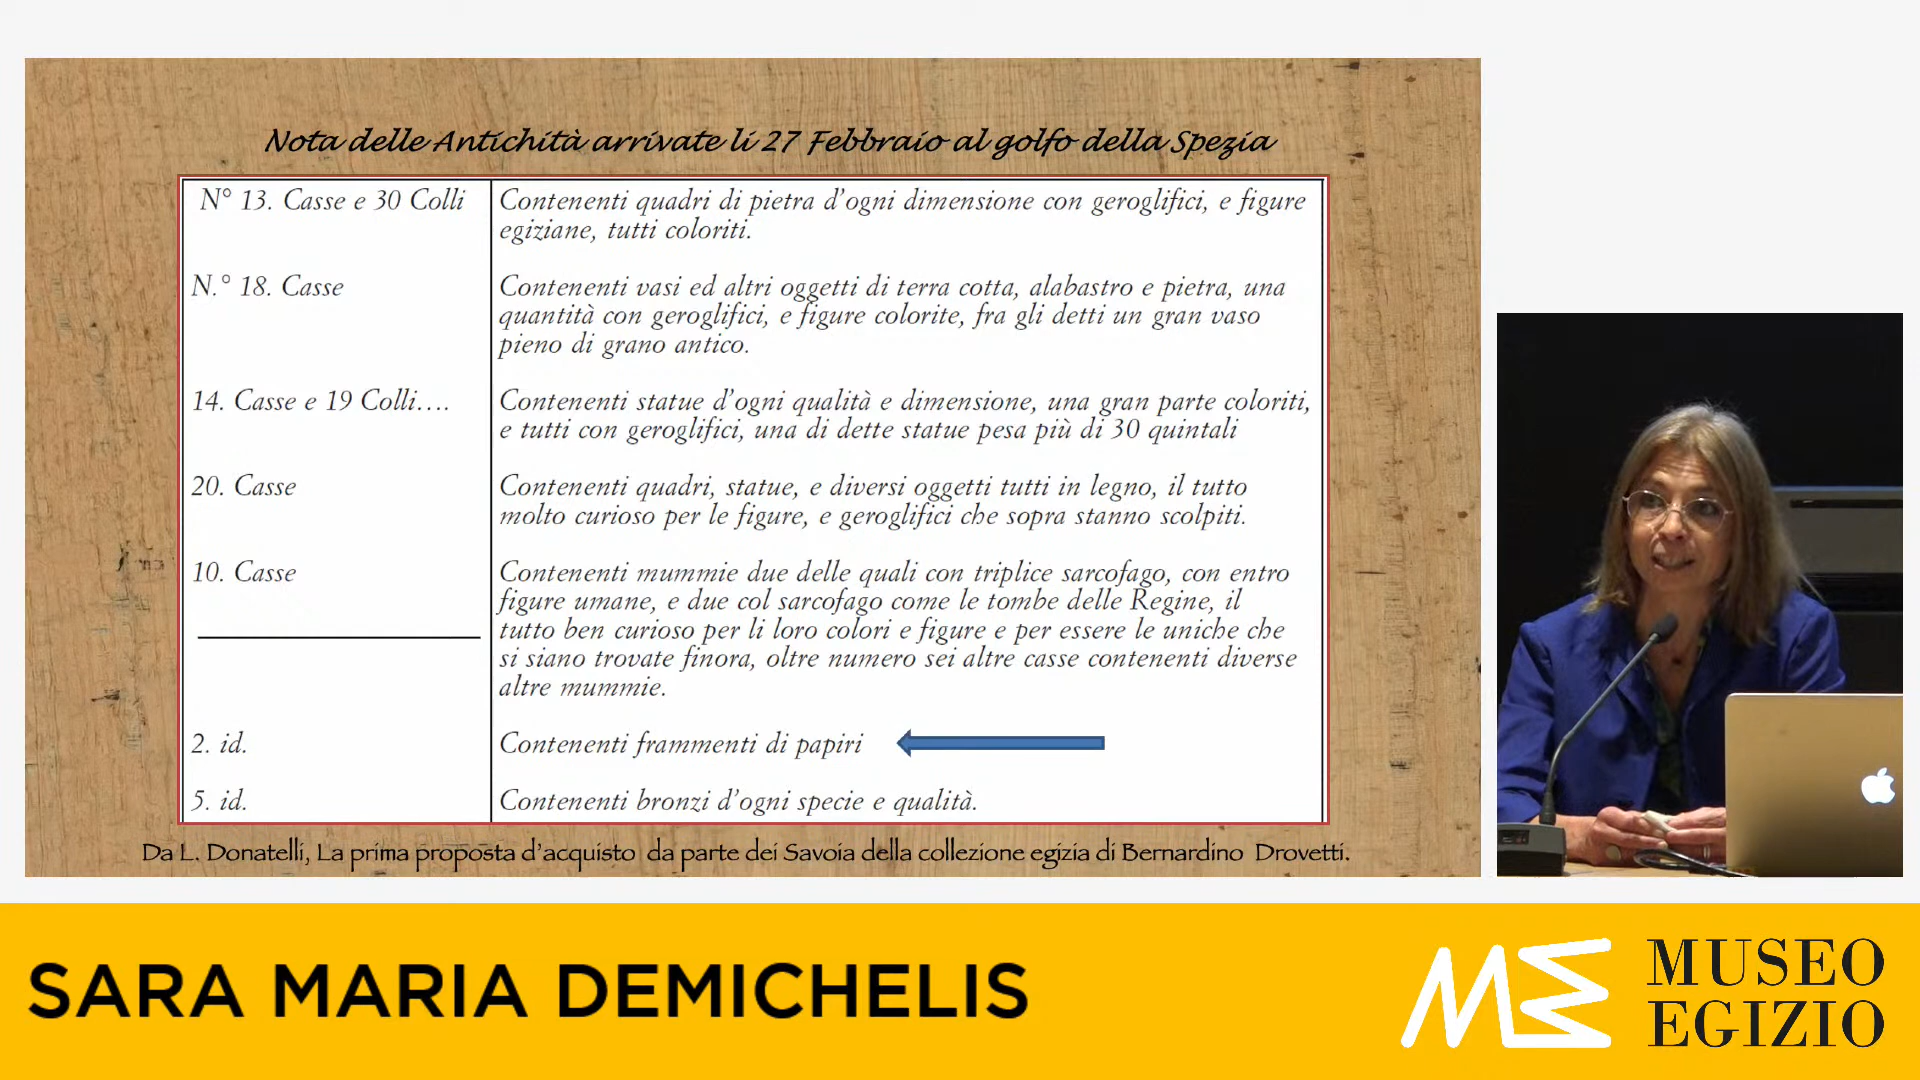 Nota delle Antichità arrivate li 27 Febbraio al golfo della Spezia
N° 13. Casse e 30 Colli
Contenenti quadri di pietra d'ogni dimensione con geroglifici, e figure
egiziane, tutti coloriti.
N.° 18. Casse
Contenenti vasi ed altri oggetti di terra cotta, alabastro e pietra, una
quantità con geroglifici, e figure colorite, fra gli detti un gran vaso
pieno di grano antico.
14. Casse e 19 Colli....
Contenenti statue d'ogni qualità e dimensione, una gran parte coloriti,
e tutti con geroglifici, una di dette statue pesa più di 30 quintali
20. Casse
Contenenti quadri, statue, e diversi oggetti tutti in legno, il tutto
molto curioso per le figure, e geroglifici che sopra stanno scolpiti.
10. Casse
Contenenti mummie due delle quali con triplice sarcofago, con entro
figure umane, e due col sarcofago come le tombe delle Regine, il
tutto ben curioso per li loro colori e figure e per essere le uniche che
si siano trovate finora, oltre numero sei altre casse contenenti diverse
altre mummie.
2. id.
Contenenti frammenti di papiri
5. id.
Contenenti bronzi d'ogni specie e qualità.
Da L. Donatelli, La prima proposta d'acquisto da parte dei Savoia della collezione egizia di Bernardino Drovetti.
SARA MARIA DEMICHELIS
ME
MUSEO
EGIZIO